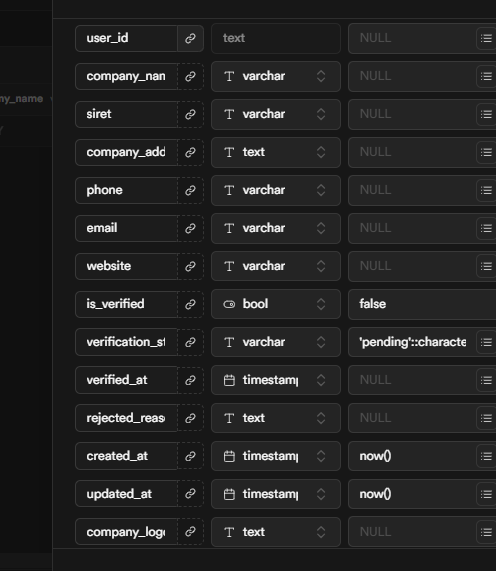 user_id text NULL
company_nan varchar NULL
ny_name
siret varchar NULL
company_add text NULL
phone varchar NULL
email varchar NULL
website varchar NULL
is_verified bool false
verification_st varchar 'pending'::characte
verified_at timestamp NULL
rejected_reas text NULL
created_at timestamp now()
updated_at timestamp now()
company_logo text NULL